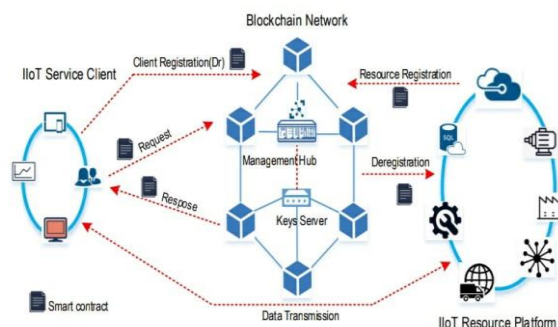 Blockchain Network
IIoT Service Client
Client Registration(Dr)
Resource Registration
Request
Management Hub
Deregistration
Respose
Keys Server
SQL
Smart contract
Data Transmission
IIoT Resource Platform